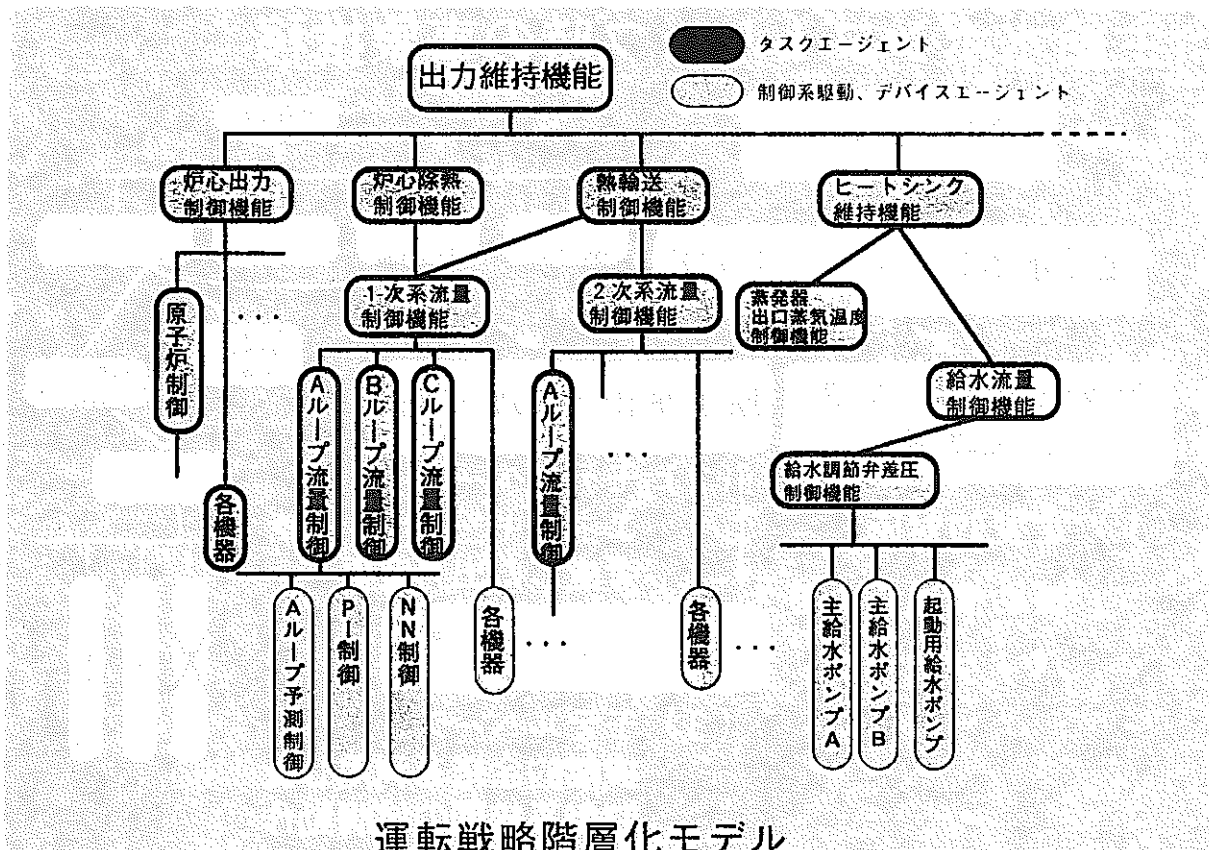 タスクエージェント
出力維持機能
制御系駆動、デバイスエージェント
炉心出力
制御機能
炉心除熱
制御機能
熱輸送
制御機能
ヒートシンク
維持機能
1次系流量
制御機能
2次系流量
制御機能
蒸発器
出口蒸気温度
制御機能
原子炉制御
...
給水流量
制御機能
Aループ流量制御
Bループ流量制御
Cループ流量制御
Aループ流量制御
...
給水調節弁差圧
制御機能
各機器
Aループ予測制御
PI制御
NN制御
各機器
...
各機器
...
主給水ポンプA
主給水ポンプB
起動用給水ポンプ
運転戦略階層化モデル